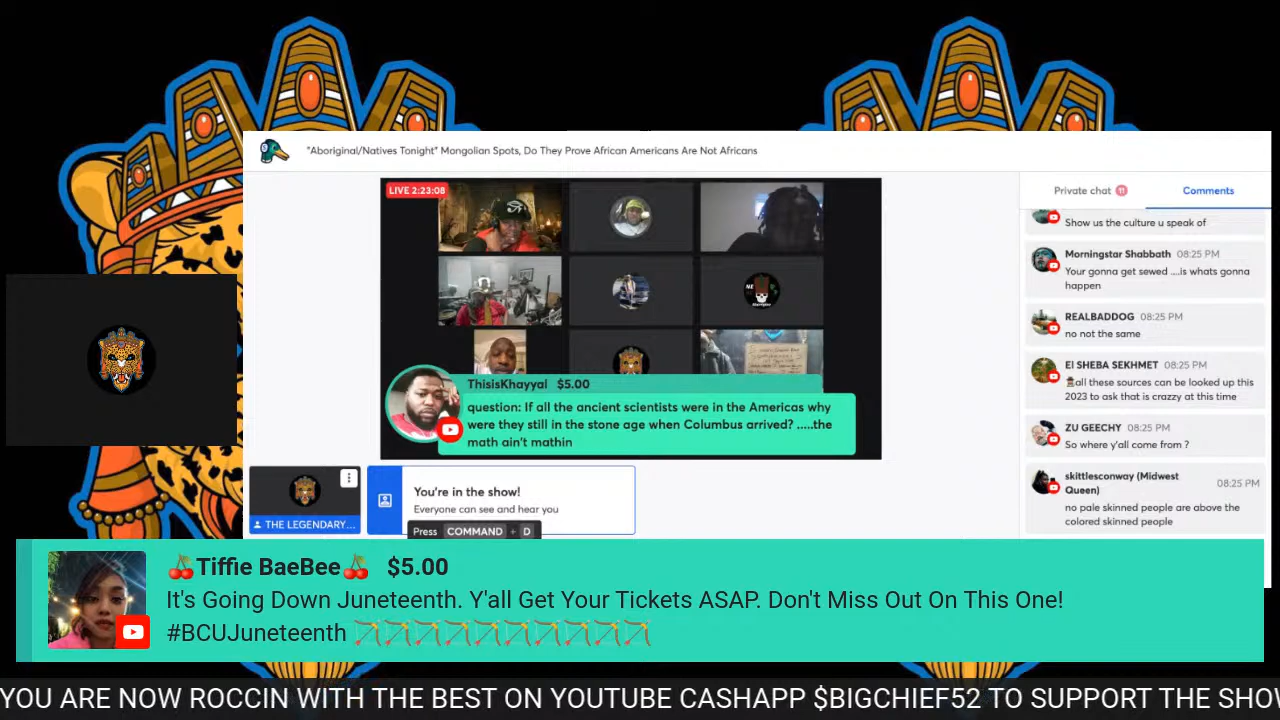 "Aboriginal/Natives Tonight" Mongolian Spots, Do They Prove African Americans Are Not Africans
LIVE 2:23:08
NE
ThisisKhayyal $5.00
question: If all the ancient scientists were in the Americas why
were they still in the stone age when Columbus arrived? .....the
math ain't mathin
THE LEGENDARY...
You're in the show!
Everyone can see and hear you
Press COMMAND + D
Private chat 11 Comments
Show us the culture u speak of
Morningstar Shabbath 08:25 PM
Your gonna get sewed ....is whats gonna
happen
REALBADDOG 08:25 PM
no not the same
El SHEBA SEKHMET 08:25 PM
all these sources can be looked up this
2023 to ask that is crazzy at this time
ZU GEECHY 08:25 PM
So where y'all come from ?
skittlesconway (Midwest
Queen) 08:25 PM
no pale skinned people are above the
colored skinned people
🍒Tiffie BaeBee🍒 $5.00
It's Going Down Juneteenth. Y'all Get Your Tickets ASAP. Don't Miss Out On This One!
#BCUJuneteenth 🏹🏹🏹🏹🏹🏹🏹🏹🏹🏹
YOU ARE NOW ROCCIN WITH THE BEST ON YOUTUBE CASHAPP $BIGCHIEF52 TO SUPPORT THE SHOW